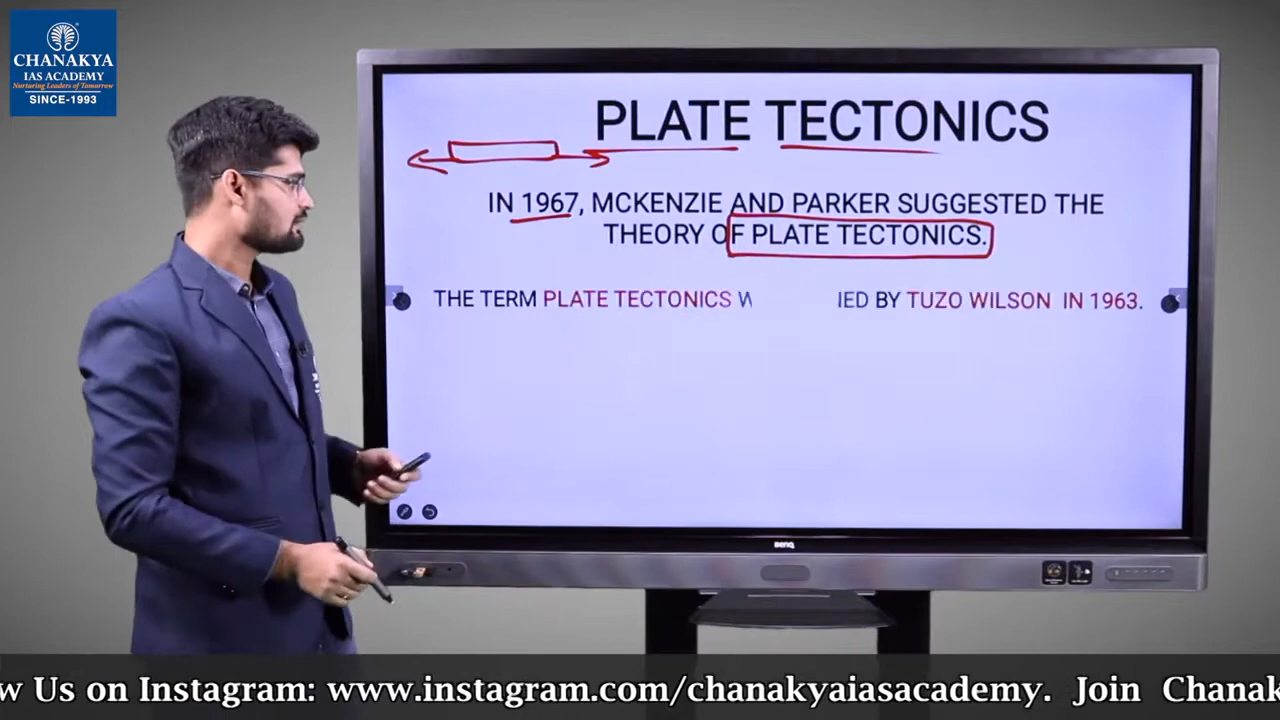 CHANAKYA
IAS ACADEMY
Nurturing Leaders of Tomorrow
SINCE-1993
PLATE TECTONICS
IN 1967, MCKENZIE AND PARKER SUGGESTED THE
THEORY OF PLATE TECTONICS.
THE TERM PLATE TECTONICS W IED BY TUZO WILSON IN 1963.
BenQ
w Us on Instagram: www.instagram.com/chanakyaiasacademy. Join Chanak